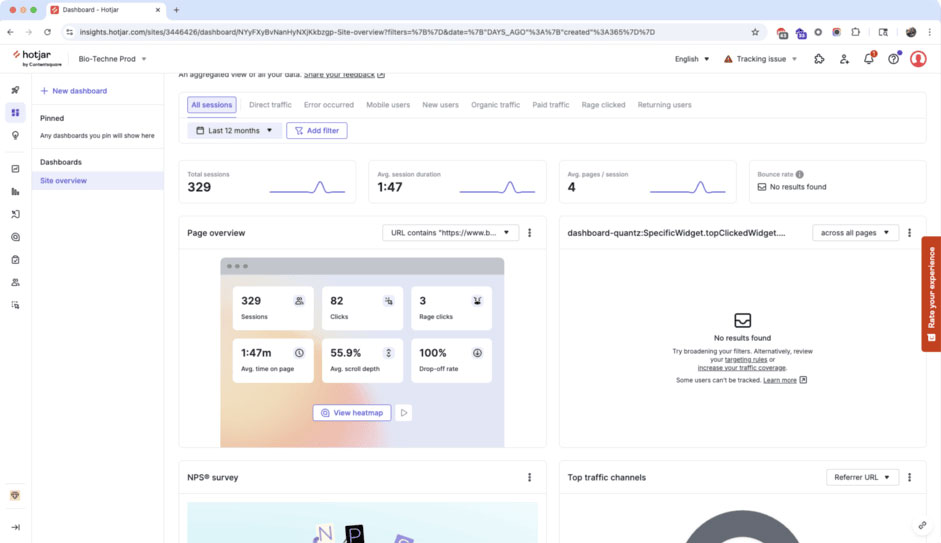 Dashboard - Hotjar
insights.hotjar.com/sites/3446426/dashboard/NYyFXyBvNanHyNXjKkbzgp-Site-overview?filters=%7B%7D&date=%7B"DAYS_AGO"%3A%7B"created"%3A365%7D%7D
hotjar
by Contentsquare
Bio-Techne Prod
English
Tracking issue
1
New dashboard
Pinned
Any dashboards you pin will show here
Dashboards
Site overview
An aggregated view of all your data. Share your feedback
All sessions
Direct traffic
Error occurred
Mobile users
New users
Organic traffic
Paid traffic
Rage clicked
Returning users
Last 12 months
Add filter
Total sessions
329
Avg. session duration
1:47
Avg. pages / session
4
Bounce rate
No results found
Page overview
URL contains "https://www.b...
329
Sessions
82
Clicks
3
Rage clicks
1:47m
Avg. time on page
55.9%
Avg. scroll depth
100%
Drop-off rate
View heatmap
dashboard-quantz:SpecificWidget.topClickedWidget....
across all pages
No results found
Try broadening your filters. Alternatively, review
your targeting rules or
increase your traffic coverage.
Some users can't be tracked. Learn more
Rate your experience
NPS® survey
N P S
Top traffic channels
Referrer URL